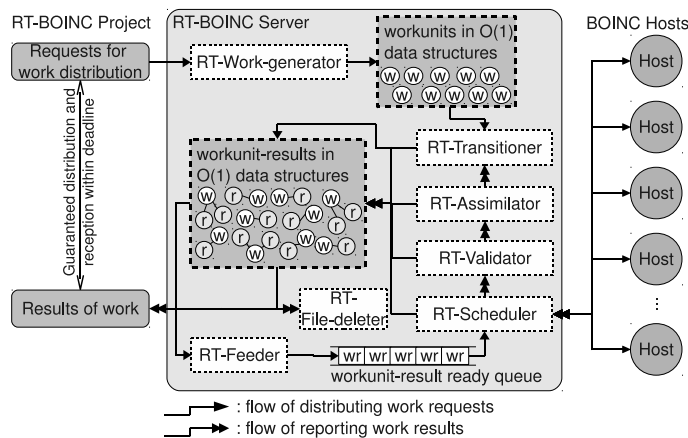 RT-BOINC Project
RT-BOINC Server
BOINC Hosts
Requests for
work distribution
RT-Work-generator
workunits in O(1)
data structures
w w w w w
w w w w w
Host
Host
Host
Host
Host
Guaranteed distribution and
reception within deadline
workunit-results in
O(1) data structures
w r w w r w r
r w r r w r
r w r w w r
RT-Transitioner
RT-Assimilator
RT-Validator
RT-Scheduler
Results of work
RT-
File-deleter
RT-Feeder
wr wr wr wr wr
workunit-result ready queue
: flow of distributing work requests
: flow of reporting work results